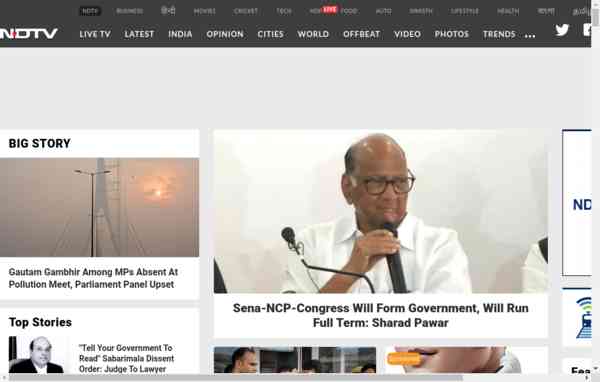 NDTV BUSINESS हिन्दी MOVIES CRICKET TECH LIVE FOOD AUTO SWASTH LIFESTYLE HEALTH বাংলা தமிழ்
NDTV LIVE TV LATEST INDIA OPINION CITIES WORLD OFFBEAT VIDEO PHOTOS TRENDS ...
BIG STORY
Gautam Gambhir Among MPs Absent At
Pollution Meet, Parliament Panel Upset
Top Stories
"Tell Your Government To
Read" Sabarimala Dissent
Order: Judge To Lawyer
Sena-NCP-Congress Will Form Government, Will Run
Full Term: Sharad Pawar
ND
Fea